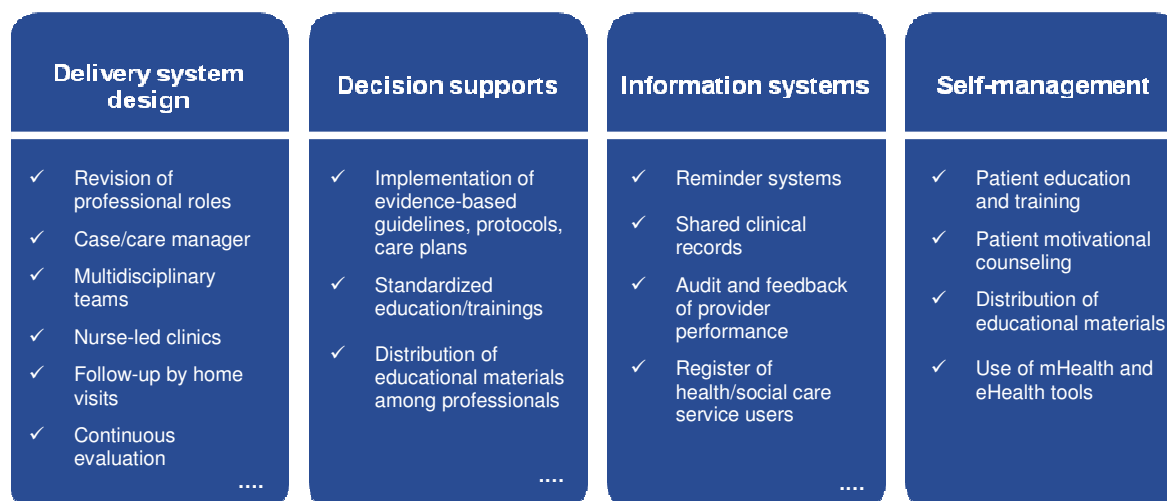 Delivery system
design
✓ Revision of
professional roles
✓ Case/care manager
✓ Multidisciplinary
teams
✓ Nurse-led clinics
✓ Follow-up by home
visits
✓ Continuous
evaluation
....
Decision supports
✓ Implementation of
evidence-based
guidelines, protocols,
care plans
✓ Standardized
education/trainings
✓ Distribution of
educational materials
among professionals
....
Information systems
✓ Reminder systems
✓ Shared clinical
records
✓ Audit and feedback
of provider
performance
✓ Register of
health/social care
service users
....
Self-management
✓ Patient education
and training
✓ Patient motivational
counseling
✓ Distribution of
educational materials
✓ Use of mHealth and
eHealth tools